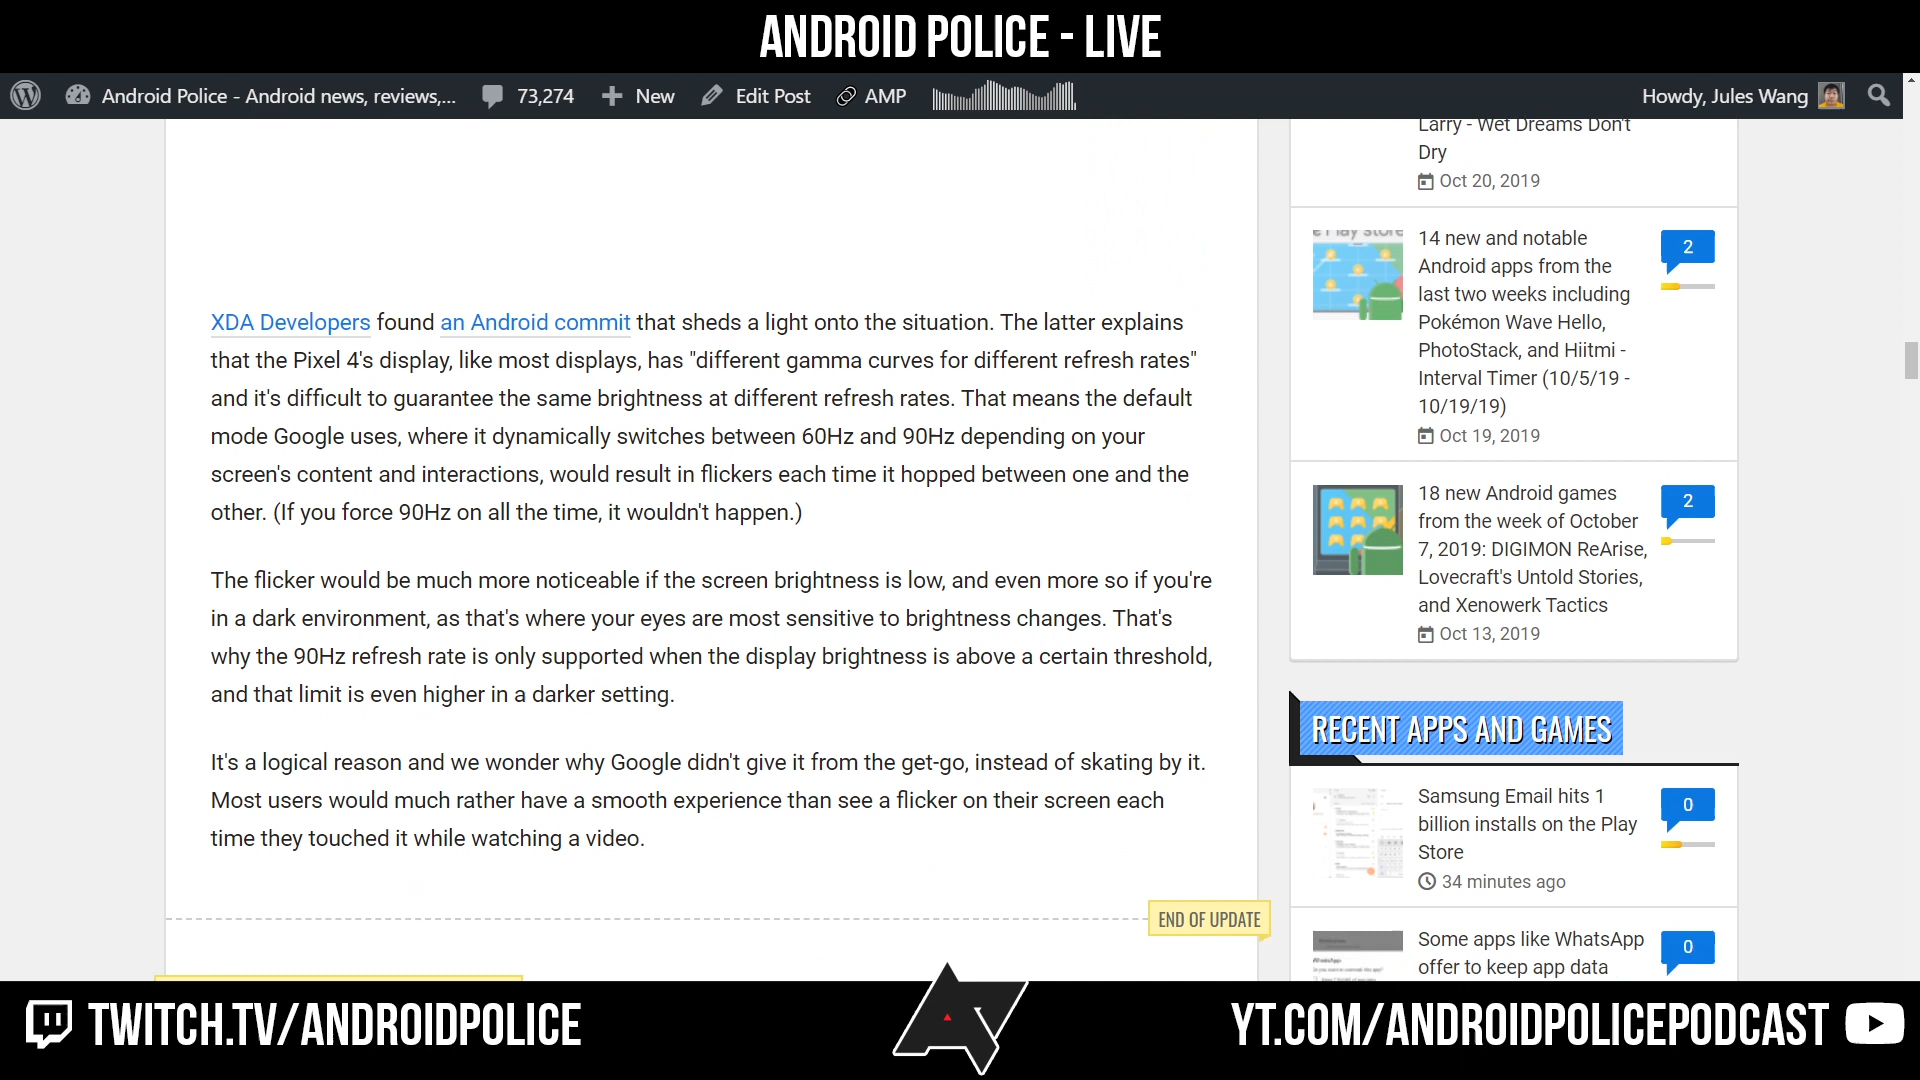 ANDROID POLICE - LIVE
Android Police - Android news, reviews,...
73,274
New
Edit Post
AMP
Howdy, Jules Wang
XDA Developers found an Android commit that sheds a light onto the situation. The latter explains
that the Pixel 4's display, like most displays, has "different gamma curves for different refresh rates"
and it's difficult to guarantee the same brightness at different refresh rates. That means the default
mode Google uses, where it dynamically switches between 60Hz and 90Hz depending on your
screen's content and interactions, would result in flickers each time it hopped between one and the
other. (If you force 90Hz on all the time, it wouldn't happen.)
The flicker would be much more noticeable if the screen brightness is low, and even more so if you're
in a dark environment, as that's where your eyes are most sensitive to brightness changes. That's
why the 90Hz refresh rate is only supported when the display brightness is above a certain threshold,
and that limit is even higher in a darker setting.
It's a logical reason and we wonder why Google didn't give it from the get-go, instead of skating by it.
Most users would much rather have a smooth experience than see a flicker on their screen each
time they touched it while watching a video.
END OF UPDATE
Larry - Wet Dreams Don't
Dry
Oct 20, 2019
e Play store
14 new and notable
Android apps from the
last two weeks including
Pokémon Wave Hello,
PhotoStack, and Hiitmi -
Interval Timer (10/5/19 -
10/19/19)
Oct 19, 2019
2
18 new Android games
from the week of October
7, 2019: DIGIMON ReArise,
Lovecraft's Untold Stories,
and Xenowerk Tactics
Oct 13, 2019
2
RECENT APPS AND GAMES
Samsung Email hits 1
billion installs on the Play
Store
34 minutes ago
0
Some apps like WhatsApp
offer to keep app data
0
TWITCH.TV/ANDROIDPOLICE
YT.COM/ANDROIDPOLICEPODCAST